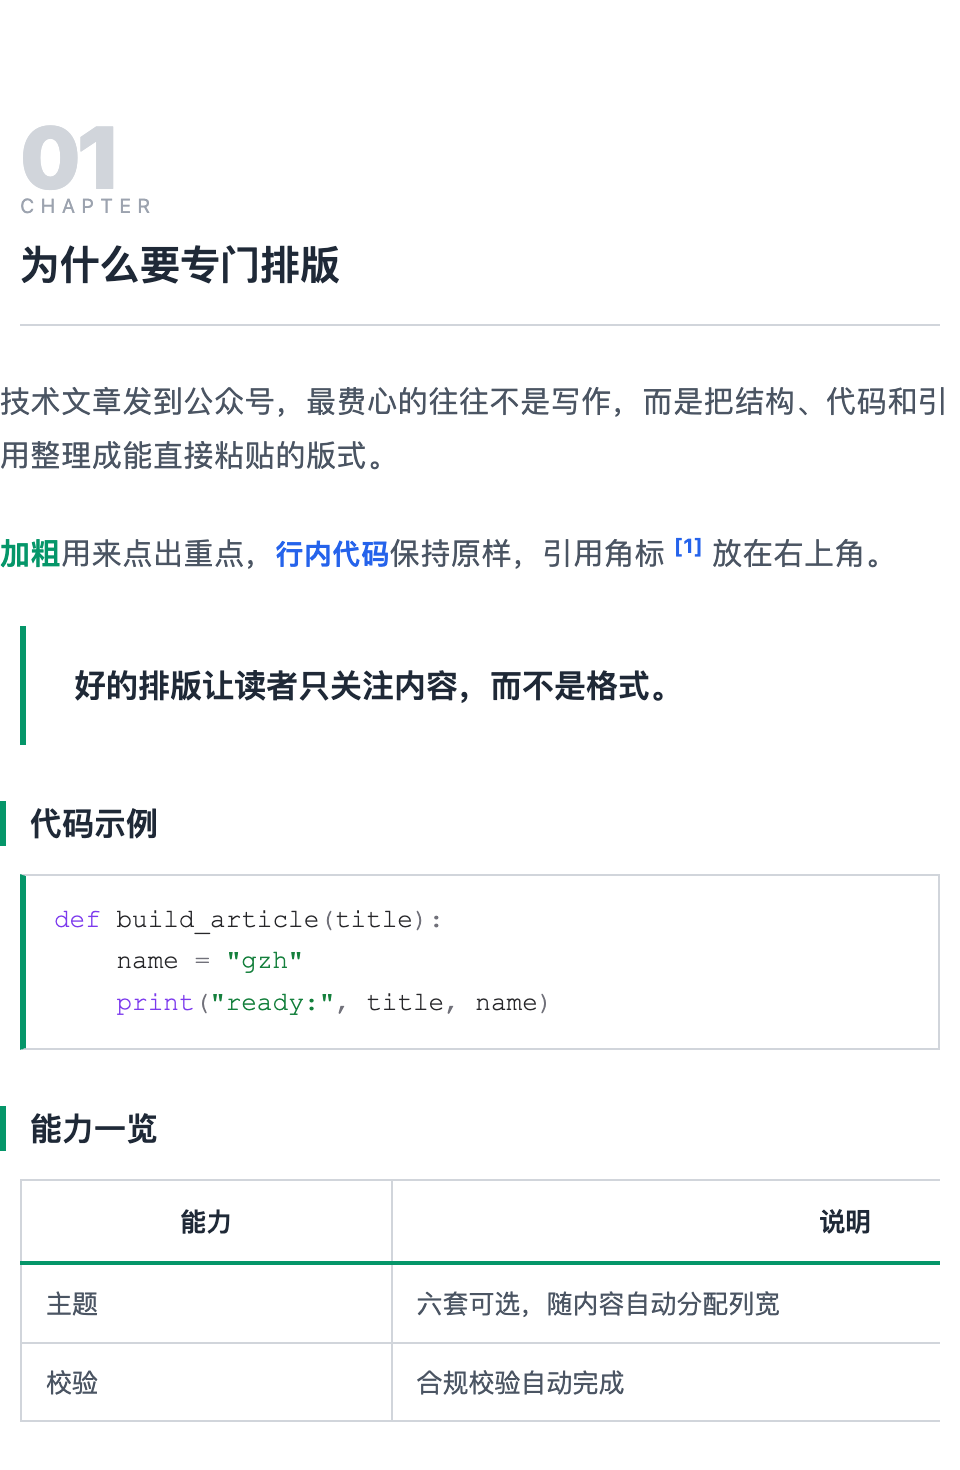 01
CHAPTER
为什么要专门排版
技术文章发到公众号，最费心的往往不是写作，而是把结构、代码和引
用整理成能直接粘贴的版式。
加粗用来点出重点，行内代码保持原样，引用角标 [1] 放在右上角。
好的排版让读者只关注内容，而不是格式。
代码示例
def build_article(title):
    name = "gzh"
    print("ready:", title, name)
能力一览
能力 说明
主题 六套可选，随内容自动分配列宽
校验 合规校验自动完成